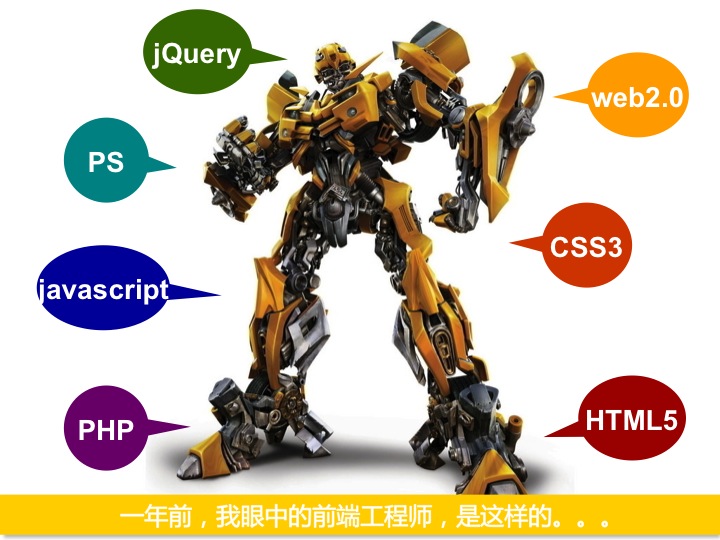 jQuery
web2.0
PS
CSS3
javascript
PHP
HTML5
一年前，我眼中的前端工程师，是这样的。。。